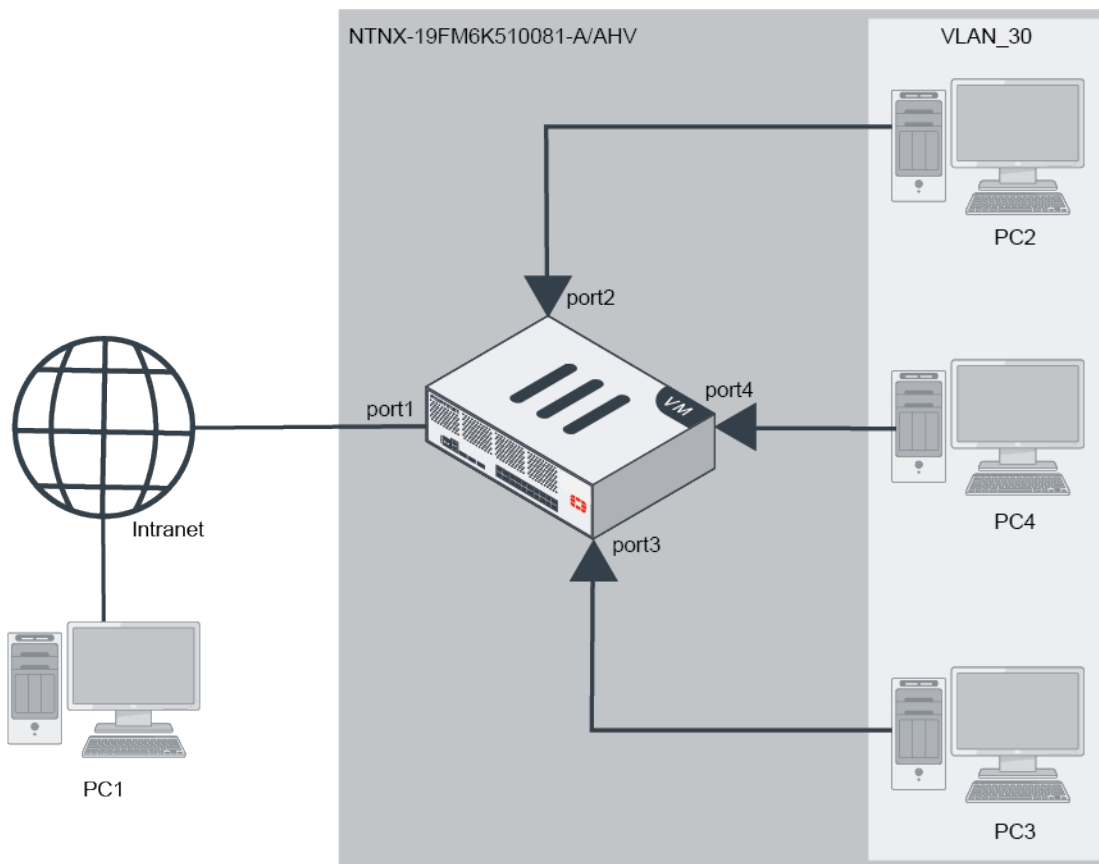 NTNX-19FM6K510081-A/AHV
VLAN_30
PC2
port2
port4
VM
port1
PC4
Intranet
port3
PC1
PC3